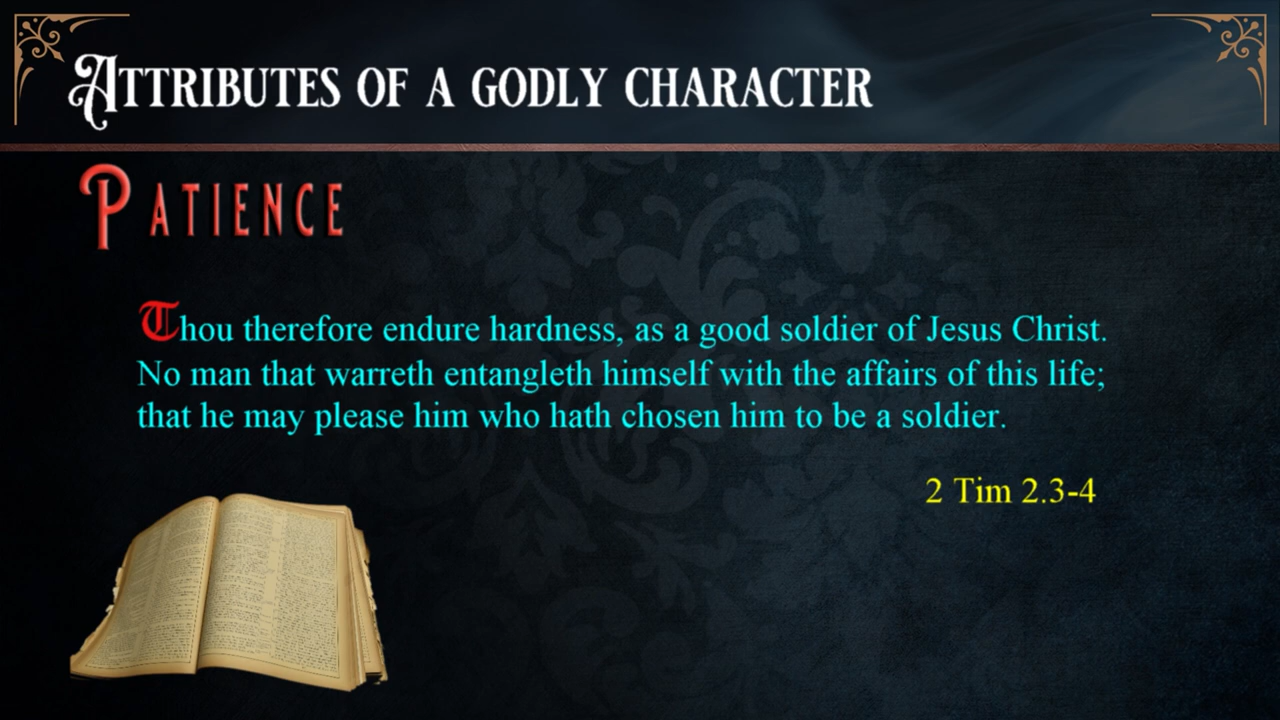 ATTRIBUTES OF A GODLY CHARACTER
PATIENCE
Thou therefore endure hardness, as a good soldier of Jesus Christ.
No man that warreth entangleth himself with the affairs of this life;
that he may please him who hath chosen him to be a soldier.
2 Tim 2.3-4